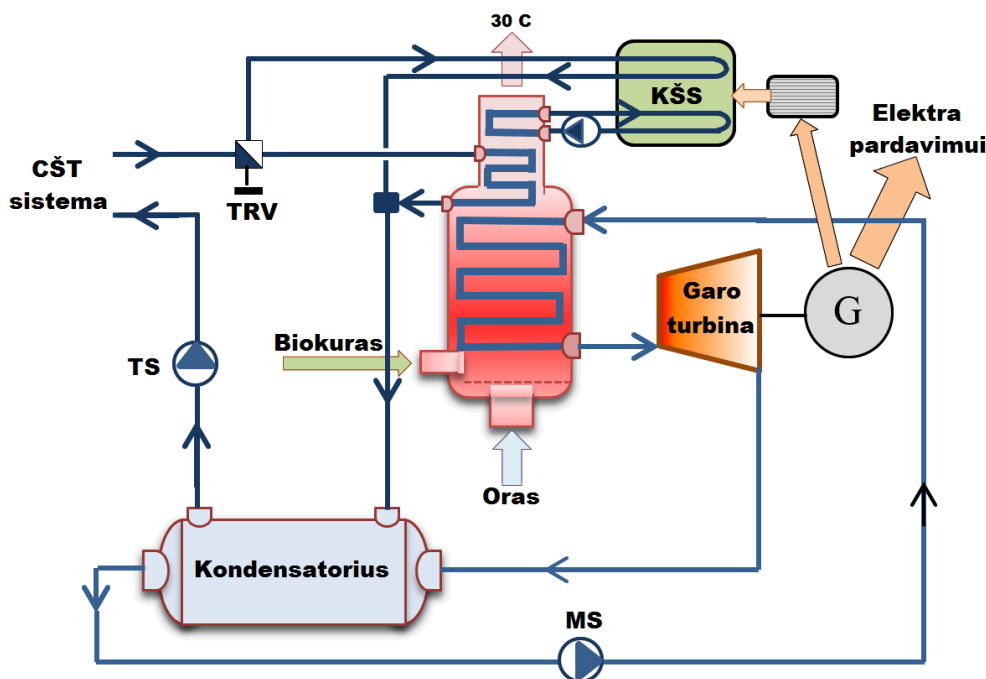 30 C
KŠS
Elektra
pardavimui
CŠT
sistema
TRV
Garo
turbina
G
Biokuras
TS
Oras
Kondensatorius
MS